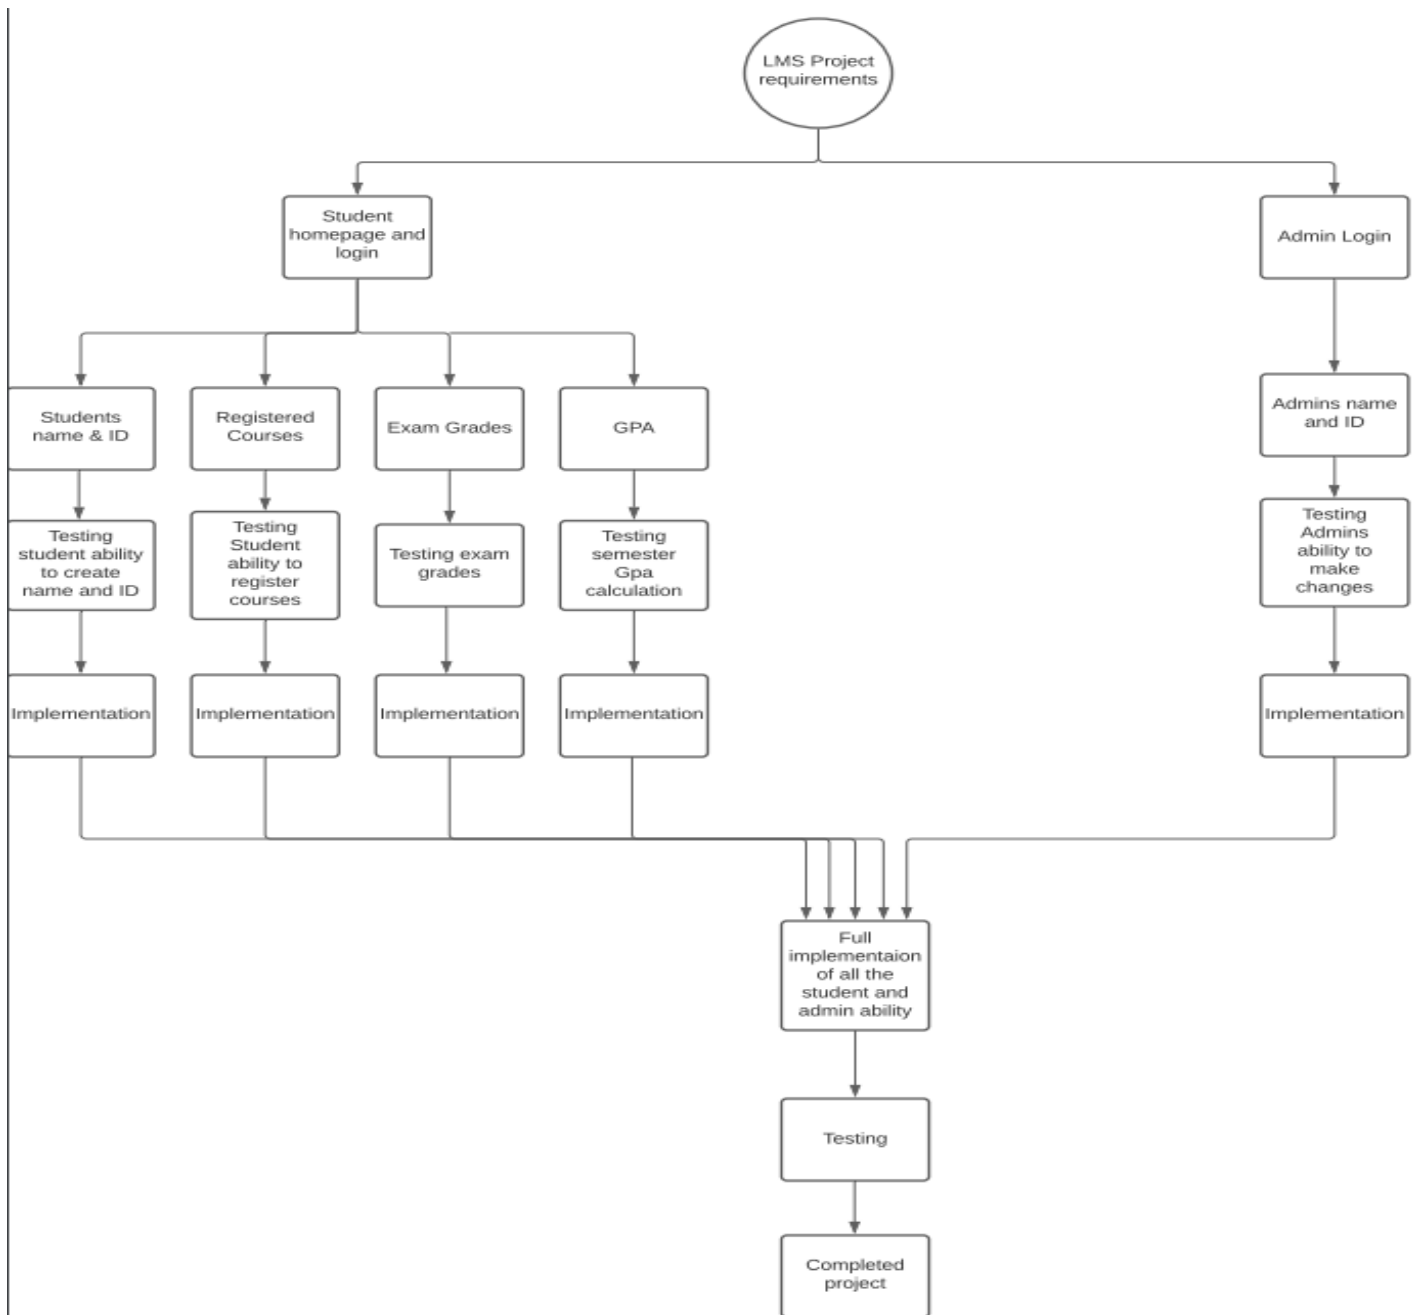 LMS Project
requirements
Student
homepage and
login
Admin Login
Students
name & ID
Registered
Courses
Exam Grades
GPA
Admins name
and ID
Testing
student ability
to create
name and ID
Testing
Student
ability to
register
courses
Testing exam
grades
Testing
semester
Gpa
calculation
Testing
Admins
ability to
make
changes
Implementation
Implementation
Implementation
Implementation
Implementation
Full
implementaion
of all the
student and
admin ability
Testing
Completed
project